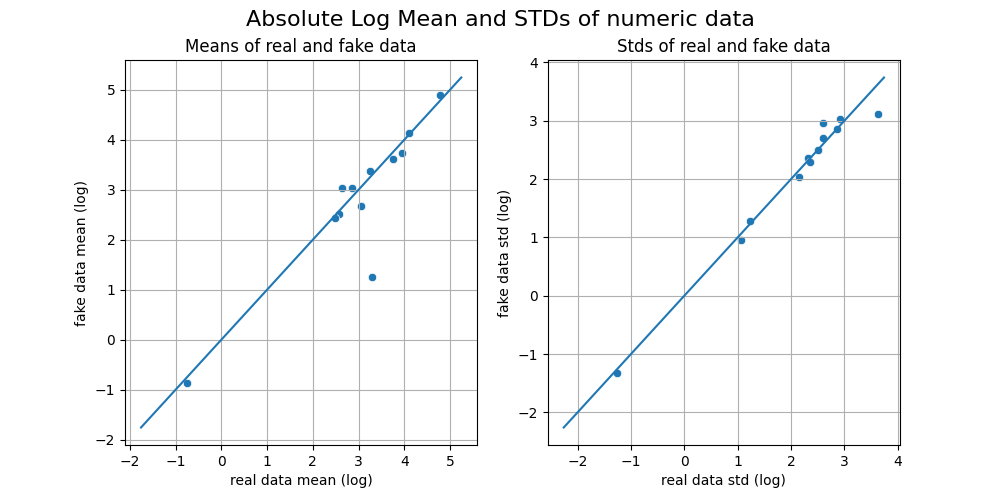 Absolute Log Mean and STDs of numeric data
Means of real and fake data
5
4
3
2
1
0
−1
−2
fake data mean (log)
−2 −1 0 1 2 3 4 5
real data mean (log)
Stds of real and fake data
4
3
2
1
0
−1
−2
fake data std (log)
−2 −1 0 1 2 3 4
real data std (log)